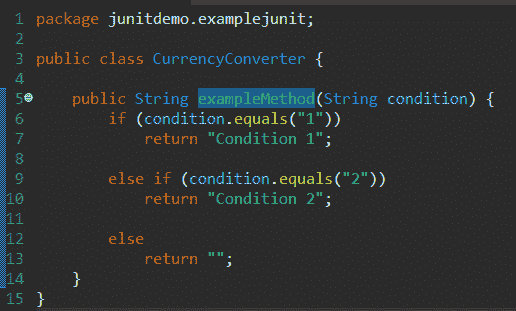 1 package junitdemo.examplejunit;
2
3 public class CurrencyConverter {
4
5 public String exampleMethod(String condition) {
6 if (condition.equals("1"))
7 return "Condition 1";
8
9 else if (condition.equals("2"))
10 return "Condition 2";
11
12 else
13 return "";
14 }
15 }